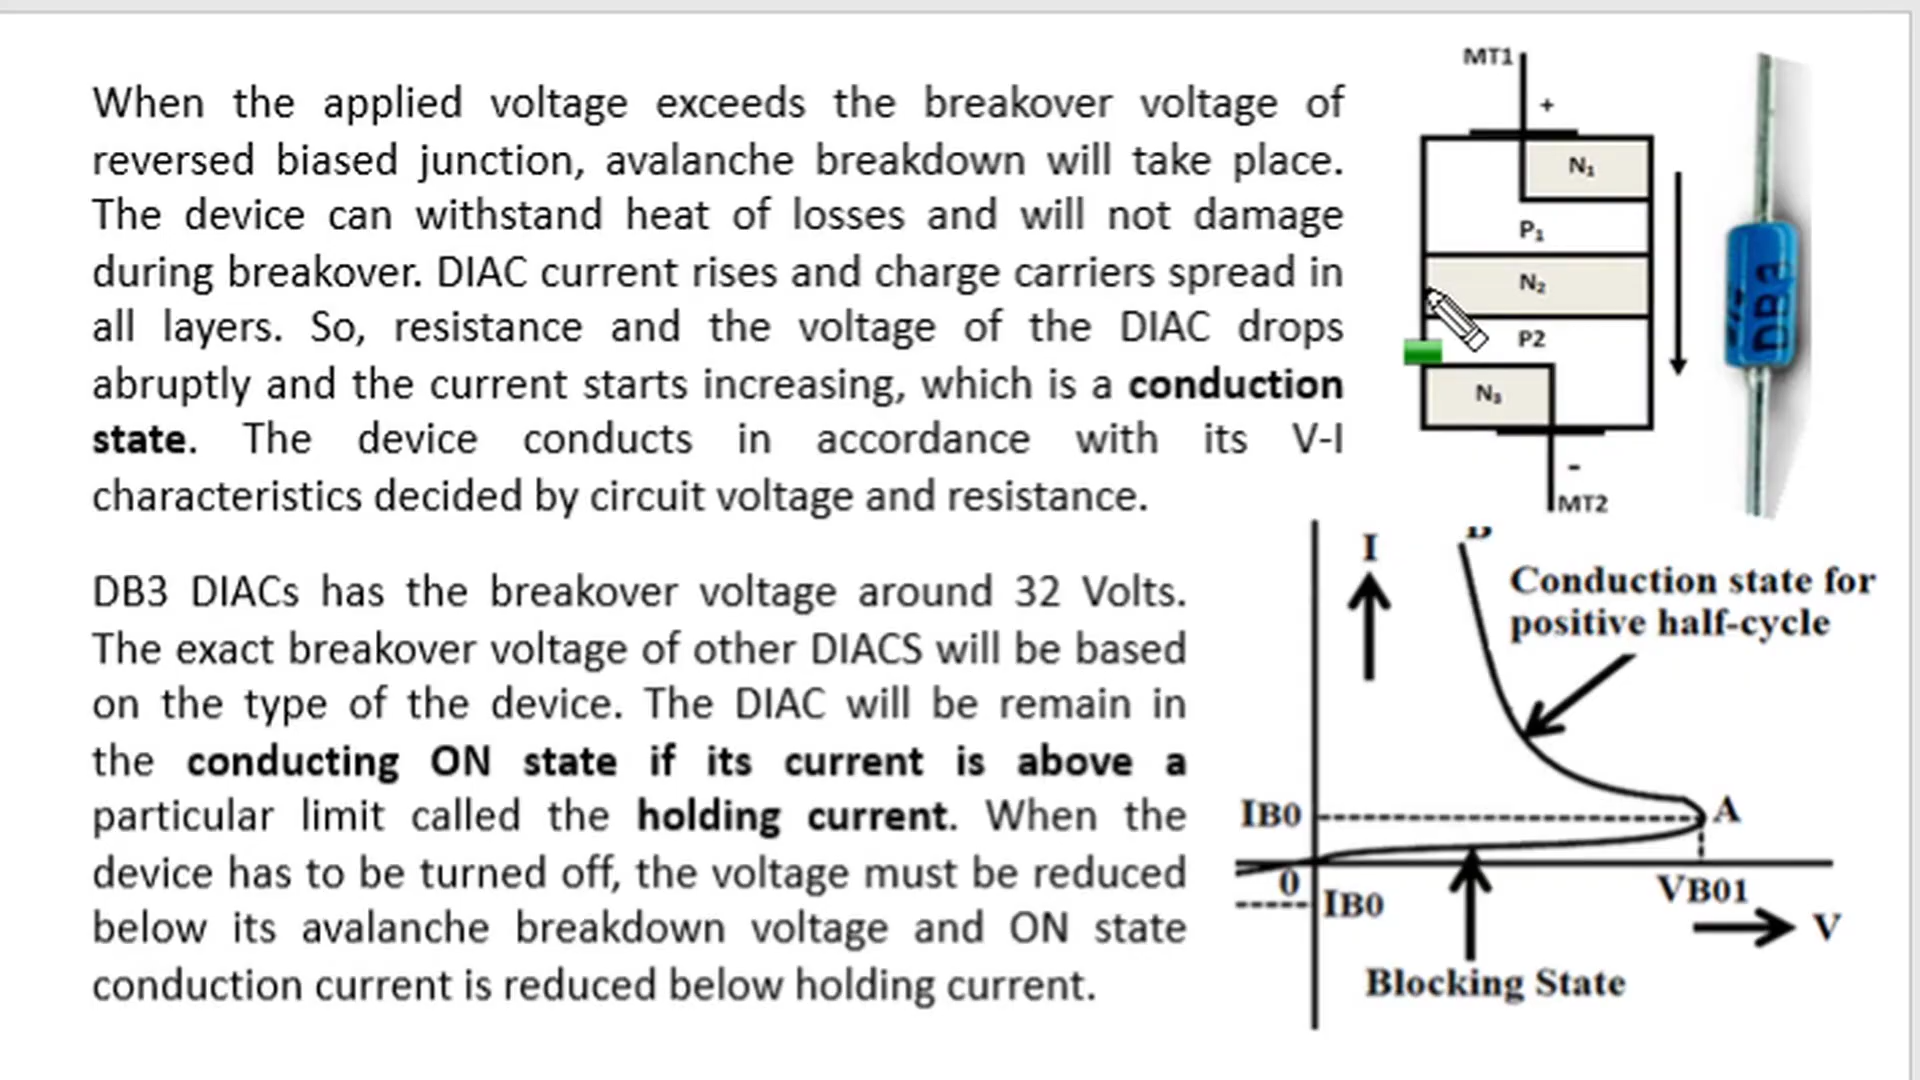 When the applied voltage exceeds the breakover voltage of
reversed biased junction, avalanche breakdown will take place.
The device can withstand heat of losses and will not damage
during breakover. DIAC current rises and charge carriers spread in
all layers. So, resistance and the voltage of the DIAC drops
abruptly and the current starts increasing, which is a conduction
state. The device conducts in accordance with its V-I
characteristics decided by circuit voltage and resistance.
DB3 DIACs has the breakover voltage around 32 Volts.
The exact breakover voltage of other DIACS will be based
on the type of the device. The DIAC will be remain in
the conducting ON state if its current is above a
particular limit called the holding current. When the
device has to be turned off, the voltage must be reduced
below its avalanche breakdown voltage and ON state
conduction current is reduced below holding current.
MT1
+
N₁
P₁
N₂
P2
N₃
-
MT2
DB3
I
Conduction state for
positive half-cycle
IB0
A
0
IB0
VB01
V
Blocking State